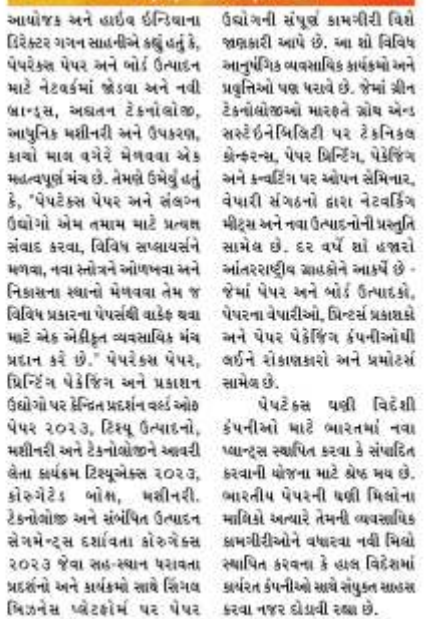 આયોજક અને હાઇવ ઇન્ડિયાના
ડિરેક્ટર ગગન સાહનીએ કહ્યું હતું કે,
પેપરેક્સ પેપર અને બોર્ડ ઉત્પાદન
માટે નેટવર્કમાં જોડવા અને નવી
બ્રાન્ડ્સ, અદ્યતન ટેકનોલોજી,
આધુનિક મશીનરી અને ઉપકરણ,
કાચો માલ વગેરે મેળવવા એક
મહત્વપૂર્ણ મંચ છે. તેમણે ઉમેર્યું હતું
કે, "પેપરેક્સ પેપર અને સંલગ્ન
ઉદ્યોગો એમ તમામ માટે પ્રત્યક્ષ
સંવાદ કરવા, વિવિધ સપ્લાયર્સને
મળવા, નવા સ્તોત્રને ઓળખવા અને
નિકાસના સ્થાનો મેળવવા તેમ જ
વિવિધ પ્રકારના પેપર્સથી વાકેફ થવા
માટે એક એકીકૃત વ્યવસાયિક મંચ
પ્રદાન કરે છે." પેપરેક્સ પેપર,
પ્રિન્ટિંગ પેકેજિંગ અને પ્રકાશન
ઉદ્યોગો પર કેન્દ્રિત પ્રદર્શન વર્લ્ડ ઓફ
પેપર ૨૦૨૩, ટિશ્યૂ ઉત્પાદનો,
મશીનરી અને ટેકનોલોજીને આવરી
લેતા કાર્યક્રમ ટિશ્યૂએક્સ ૨૦૨૩,
કોરુગેટેડ બોક્ષ, મશીનરી.
ટેકનોલોજી અને સંબંધિત ઉત્પાદન
સેગમેન્ટ્સ દર્શાવતા કોરુગેક્સ
૨૦૨૩ જેવા સહ-સ્થાન ધરાવતા
પ્રદર્શનો અને કાર્યક્રમો સાથે સિંગલ
બિઝનેસ પ્લેટફોર્મ પર પેપર
ઉદ્યોગની સંપૂર્ણ કામગીરી વિશે
જાણકારી આપે છે. આ શો વિવિધ
આનુષંગિક વ્યવસાયિક કાર્યક્રમો અને
પ્રવૃત્તિઓ પણ ધરાવે છે. જેમાં ગ્રીન
ટેકનોલોજીઓ મારફતે ગ્રોથ એન્ડ
સસ્ટેઇનેબિલિટી પર ટેકનિકલ
કોન્ફરન્સ, પેપર પ્રિન્ટિંગ, પેકેજિંગ
અને કન્વર્ટિંગ પર ઓપન સેમિનાર,
વેપારી સંગઠનો દ્વારા નેટવર્કિંગ
મીટ્સ અને નવા ઉત્પાદનોની પ્રસ્તુતિ
સામેલ છે. દર વર્ષે શો હજારો
આંતરરાષ્ટ્રીય ગ્રાહકોને આકર્ષે છે -
જેમાં પેપર અને બોર્ડ ઉત્પાદકો,
પેપરના વેપારીઓ, પ્રિન્ટર્સ પ્રકાશકો
અને પેપર પેકેજિંગ કંપનીઓથી
લઇને રોકાણકારો અને પ્રમોટર્સ
સામેલ છે.
પેપરેક્સ ઘણી વિદેશી
કંપનીઓ માટે ભારતમાં નવા
પ્લાન્ટ્સ સ્થાપિત કરવા કે સંપાદિત
કરવાની યોજના માટે શ્રેષ્ઠ મચ છે.
ભારતીય પેપરની ઘણી મિલોના
માલિકો અત્યારે તેમની વ્યવસાયિક
કામગીરીઓને વધારવા નવી મિલો
સ્થાપિત કરવના કે હાલ વિદેશમાં
કાર્યરત કંપનીઓ સાથે સંયુક્ત સાહસ
કરવા નજર દોડાવી રહ્યા છે.